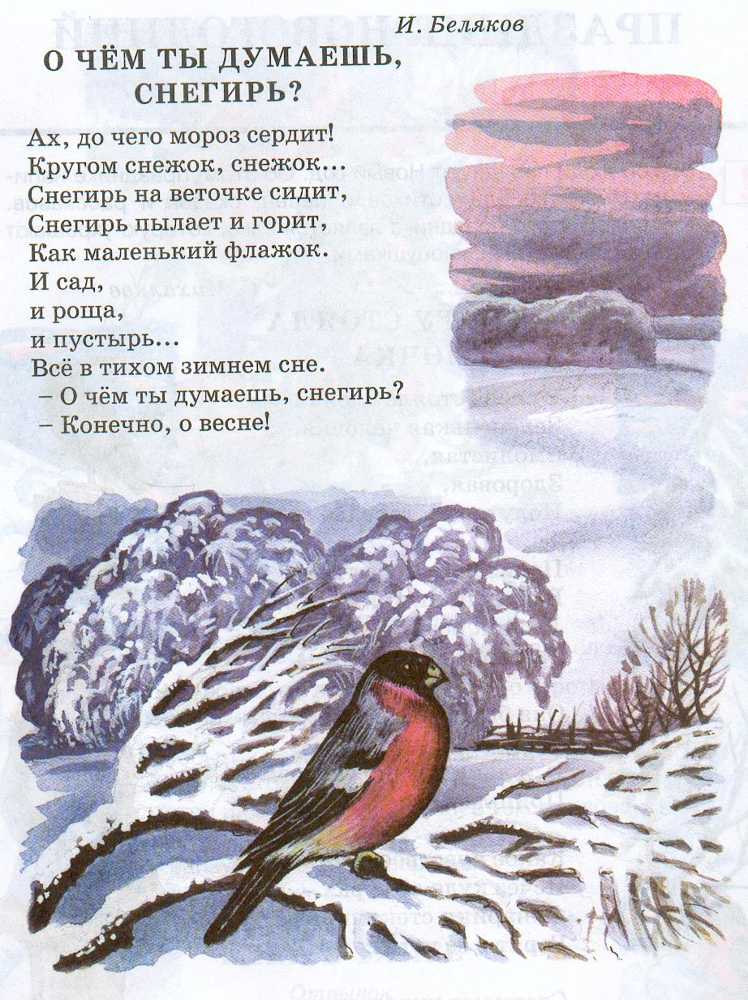 И. Беляков
О ЧЁМ ТЫ ДУМАЕШЬ,
СНЕГИРЬ?
Ах, до чего мороз сердит!
Кругом снежок, снежок...
Снегирь на веточке сидит,
Снегирь пылает и горит,
Как маленький флажок.
И сад,
и роща,
и пустырь...
Всё в тихом зимнем сне.
– О чём ты думаешь, снегирь?
– Конечно, о весне!